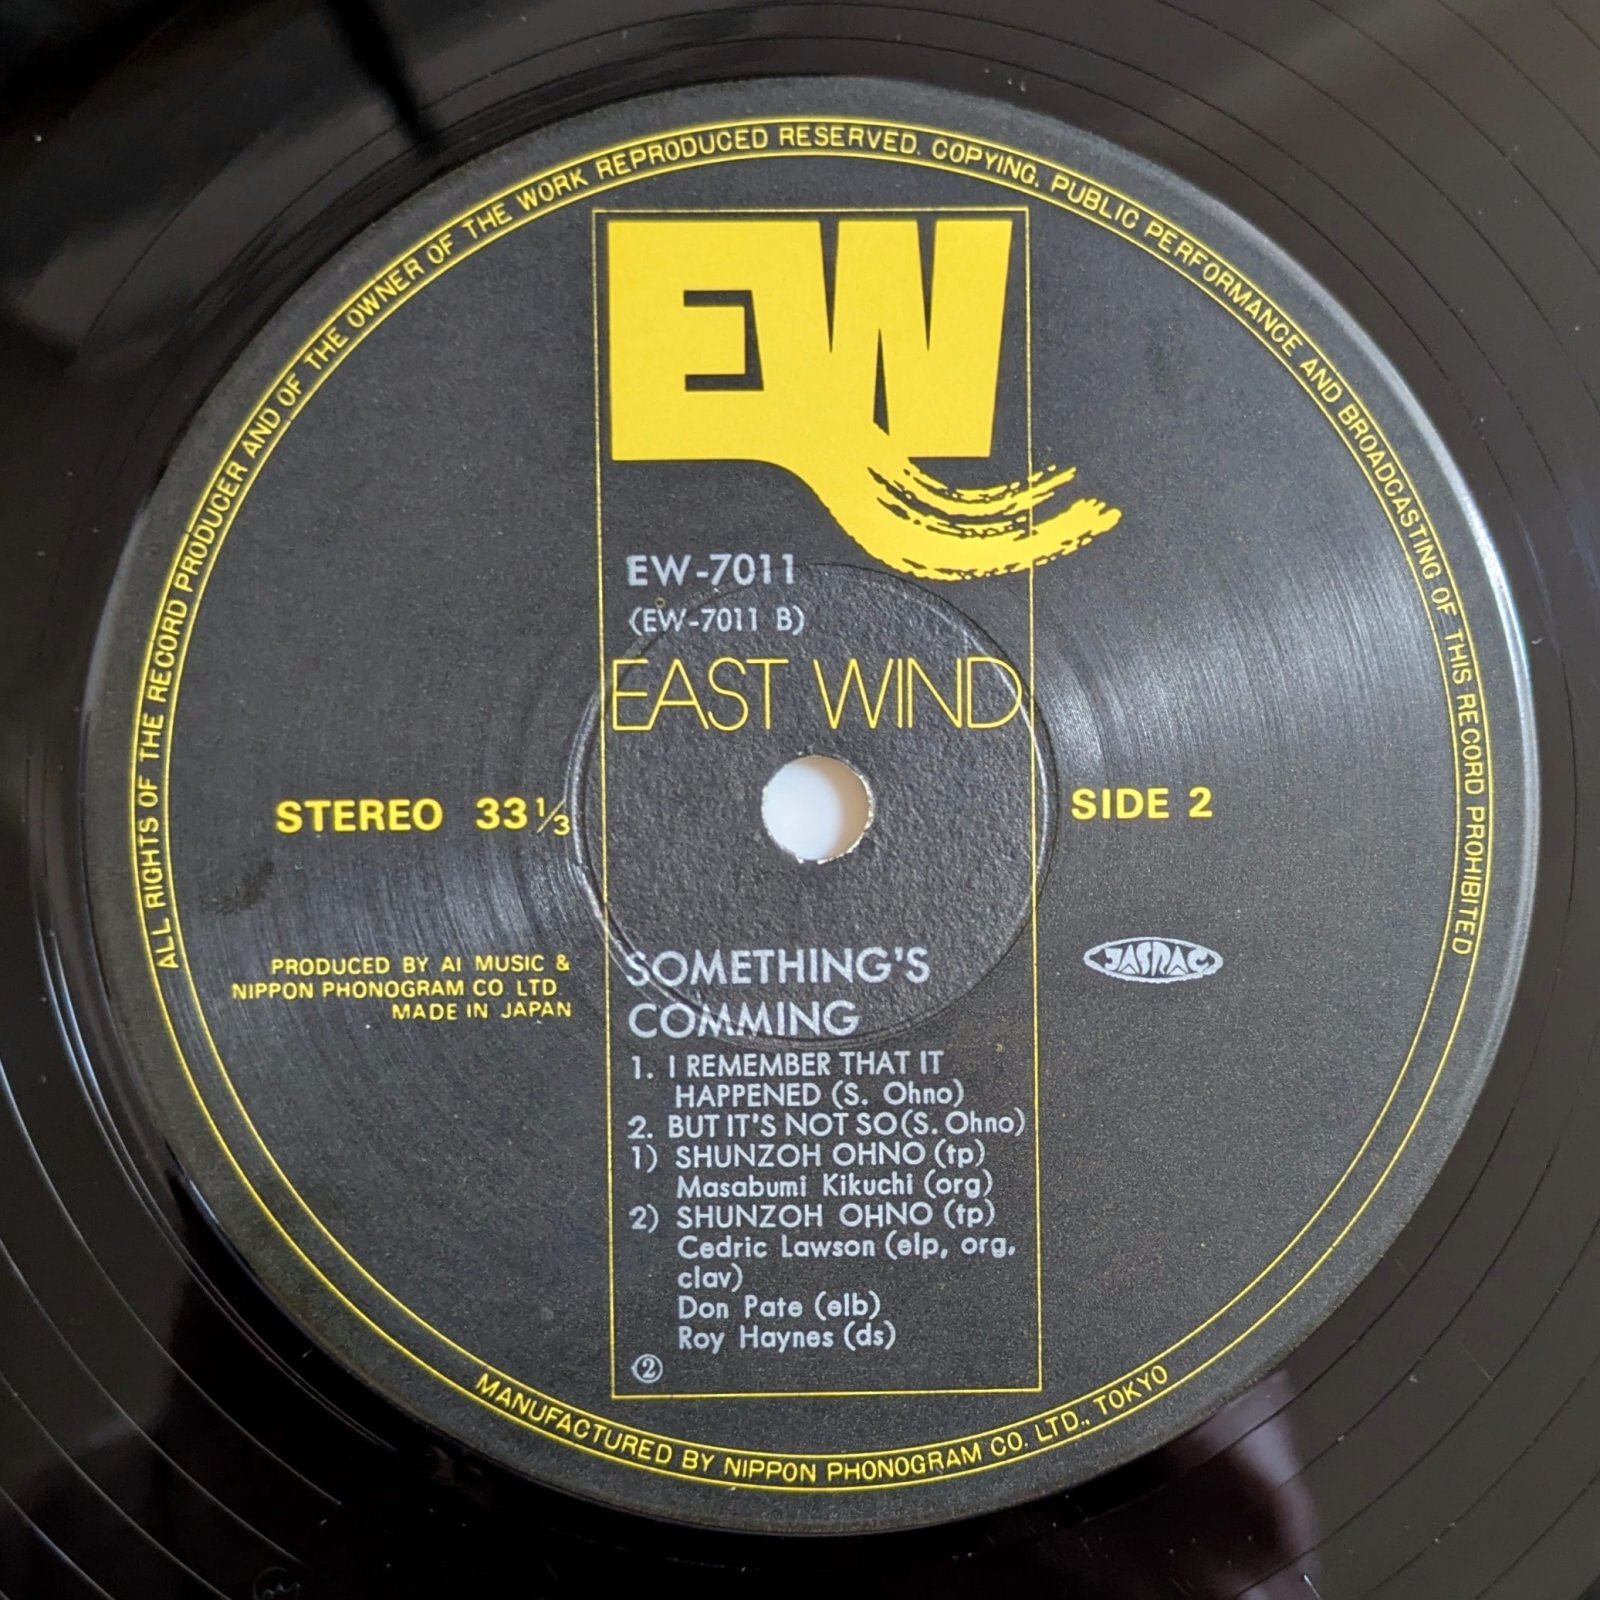 ALL RIGHTS OF THE RECORD PRODUCER AND OF THE OWNER OF THE WORK REPRODUCED RESERVED. COPYING. PUBLIC PERFORMANCE AND BROADCASTING OF THIS RECORD PROHIBITED
EW
EW-7011
(EW-7011 B)
EAST WIND
STEREO 33 1/3
SIDE 2
PRODUCED BY AI MUSIC &
NIPPON PHONOGRAM CO LTD
MADE IN JAPAN
JASRAC
SOMETHING'S
COMMING
1. I REMEMBER THAT IT
HAPPENED (S. Ohno)
2. BUT IT'S NOT SO (S. Ohno)
1) SHUNZOH OHNO (tp)
Masabumi Kikuchi (org)
2) SHUNZOH OHNO (tp)
Cedric Lawson (elp, org,
clav)
Don Pate (elb)
Roy Haynes (ds)
②
MANUFACTURED BY NIPPON PHONOGRAM CO. LTD., TOKYO